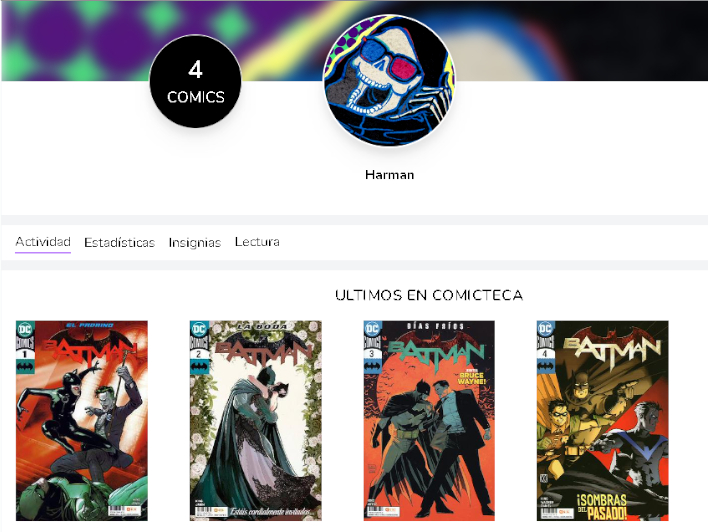 4
COMICS
Harman
Actividad Estadísticas Insignias Lectura
ULTIMOS EN COMICTECA
DC
COMICS
1
EL PADRINO
BATMAN
DC
COMICS
2
LA BODA
BATMAN
Estáis cordialmente invitados...
DC
COMICS
3
DÍAS FRÍOS
BATMAN
BRUCE
WAYNE!
DC
COMICS
4
BATMAN
¡SOMBRAS
DEL PASADO!